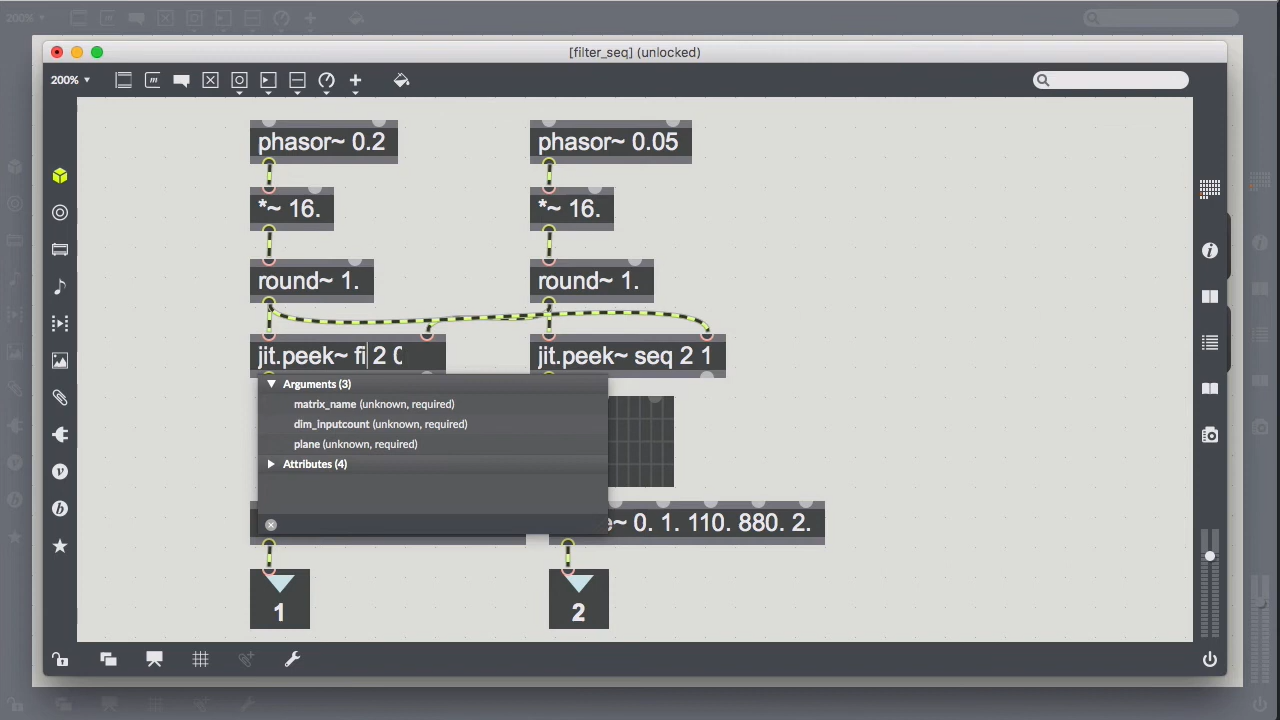 200%
[filter_seq] (unlocked)
200%
phasor~ 0.2
phasor~ 0.05
*~ 16.
*~ 16.
round~ 1.
round~ 1.
jit.peek~ fi 2 0
jit.peek~ seq 2 1
Arguments (3)
matrix_name (unknown, required)
dim_inputcount (unknown, required)
plane (unknown, required)
Attributes (4)
~ 0. 1. 110. 880. 2.
1
2